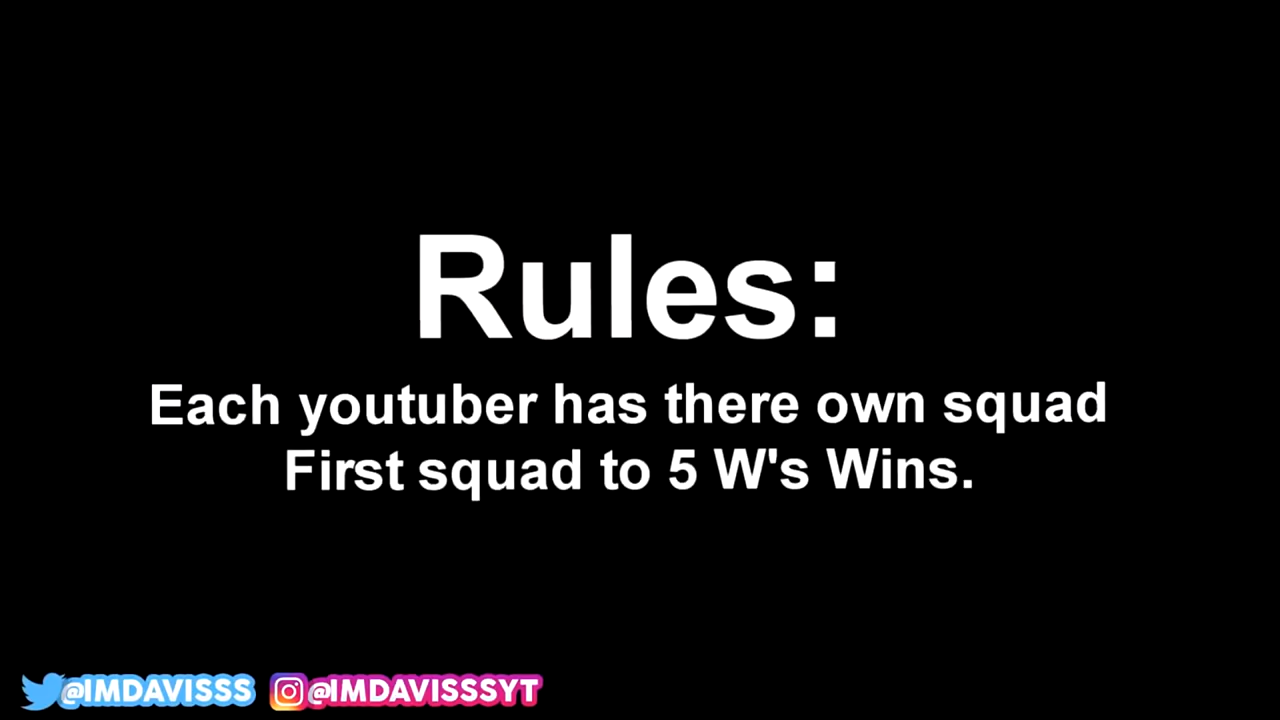 Rules:
Each youtuber has there own squad
First squad to 5 W's Wins.
@IMDAVISSS @IMDAVISSSYT